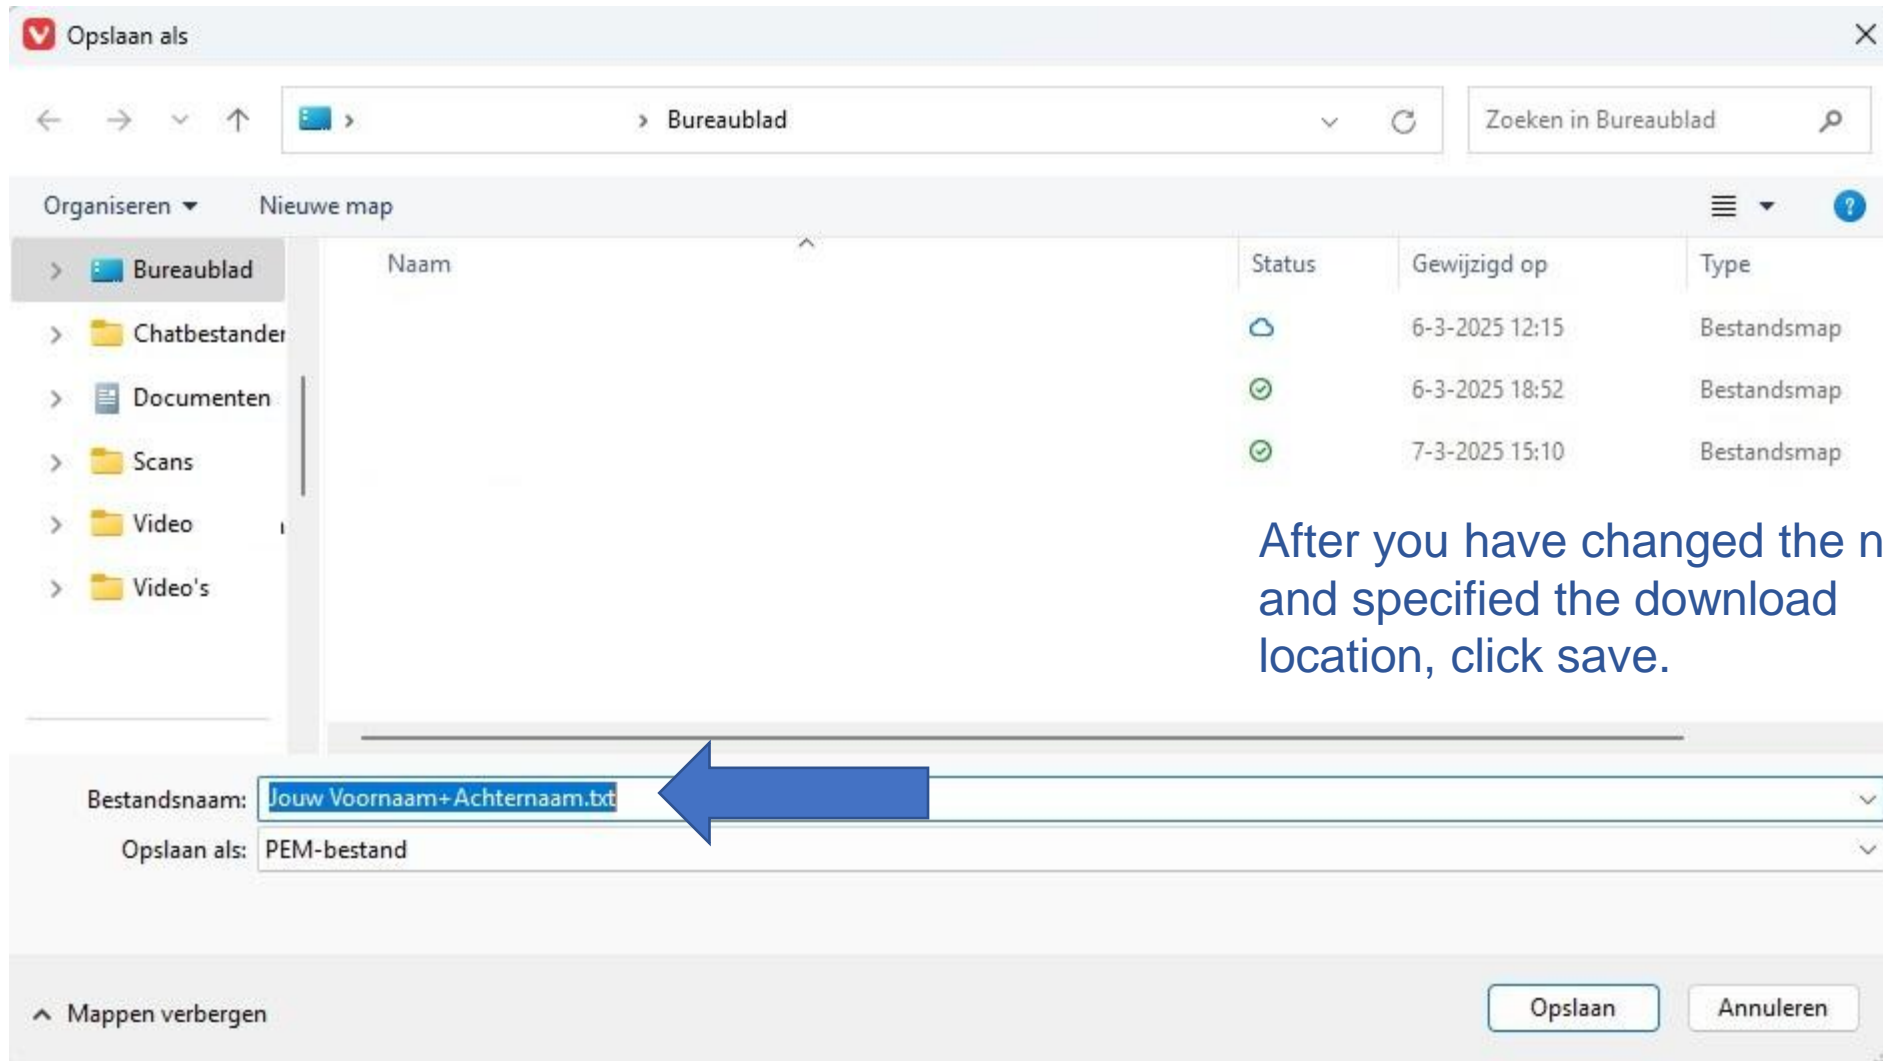 Opslaan als
Bureaublad
Zoeken in Bureaublad
Organiseren
Nieuwe map
Naam
Status
Gewijzigd op
Type
Bureaublad
Chatbestander
Documenten
Scans
Video
Video's
6-3-2025 12:15
Bestandsmap
6-3-2025 18:52
Bestandsmap
7-3-2025 15:10
Bestandsmap
After you have changed the n
and specified the download
location, click save.
Bestandsnaam: Jouw Voornaam+Achternaam.txt
Opslaan als: PEM-bestand
Mappen verbergen
Opslaan
Annuleren